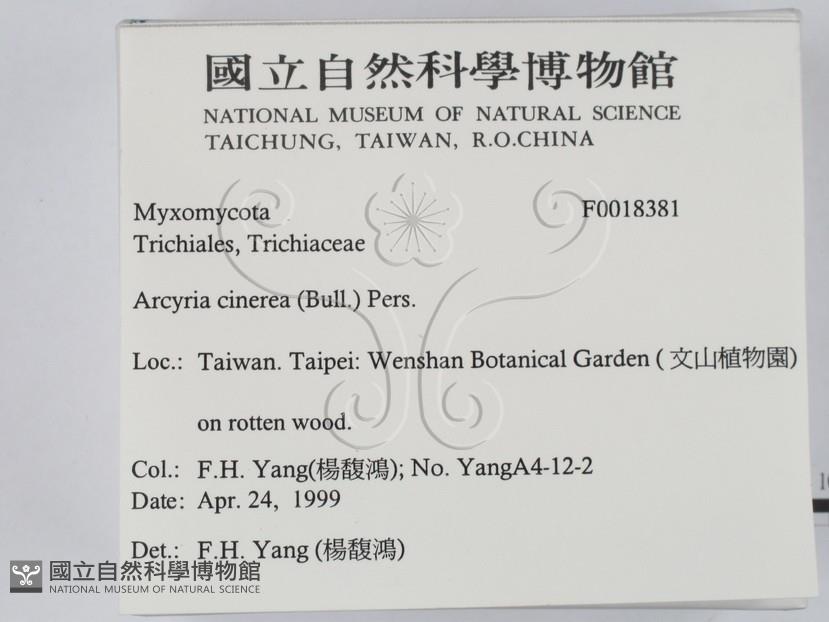 國立自然科學博物館
NATIONAL MUSEUM OF NATURAL SCIENCE
TAICHUNG, TAIWAN, R.O.CHINA
Myxomycota F0018381
Trichiales, Trichiaceae
Arcyria cinerea (Bull.) Pers.
Loc.: Taiwan. Taipei: Wenshan Botanical Garden ( 文山植物園)
on rotten wood.
Col.: F.H. Yang(楊馥鴻); No. YangA4-12-2
Date: Apr. 24, 1999
Det.: F.H. Yang (楊馥鴻)
國立自然科學博物館
NATIONAL MUSEUM OF NATURAL SCIENCE